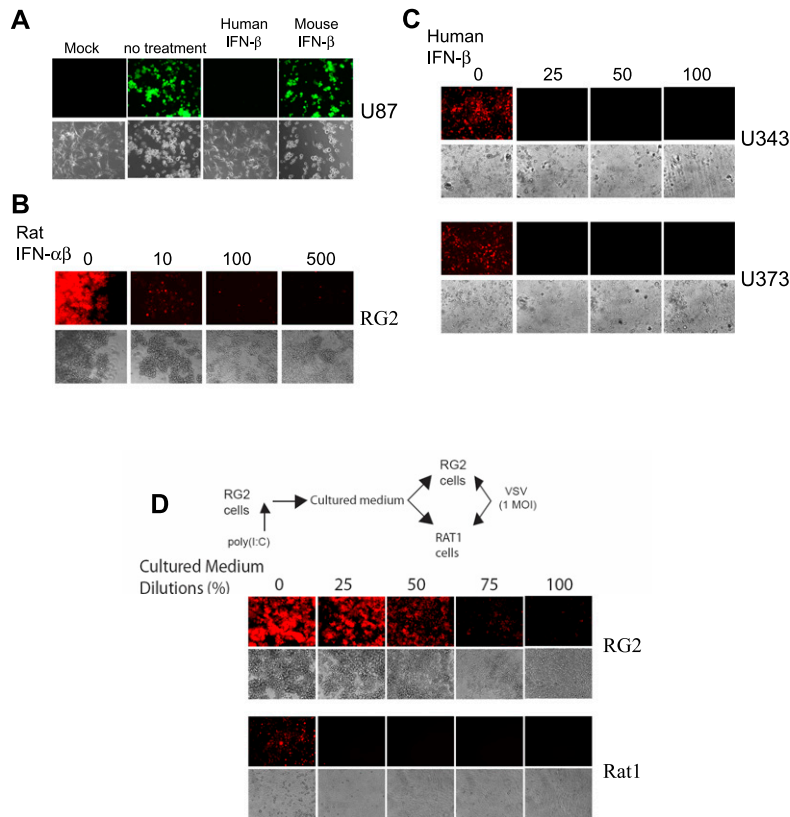 A
Mock no treatment Human IFN-β Mouse IFN-β
U87
B
Rat
IFN-αβ 0 10 100 500
RG2
C
Human
IFN-β 0 25 50 100
U343
U373
D
RG2 cells
poly(I:C)
Cultured medium
RG2 cells
RAT1 cells
VSV (1 MOI)
Cultured Medium
Dilutions (%) 0 25 50 75 100
RG2
Rat1